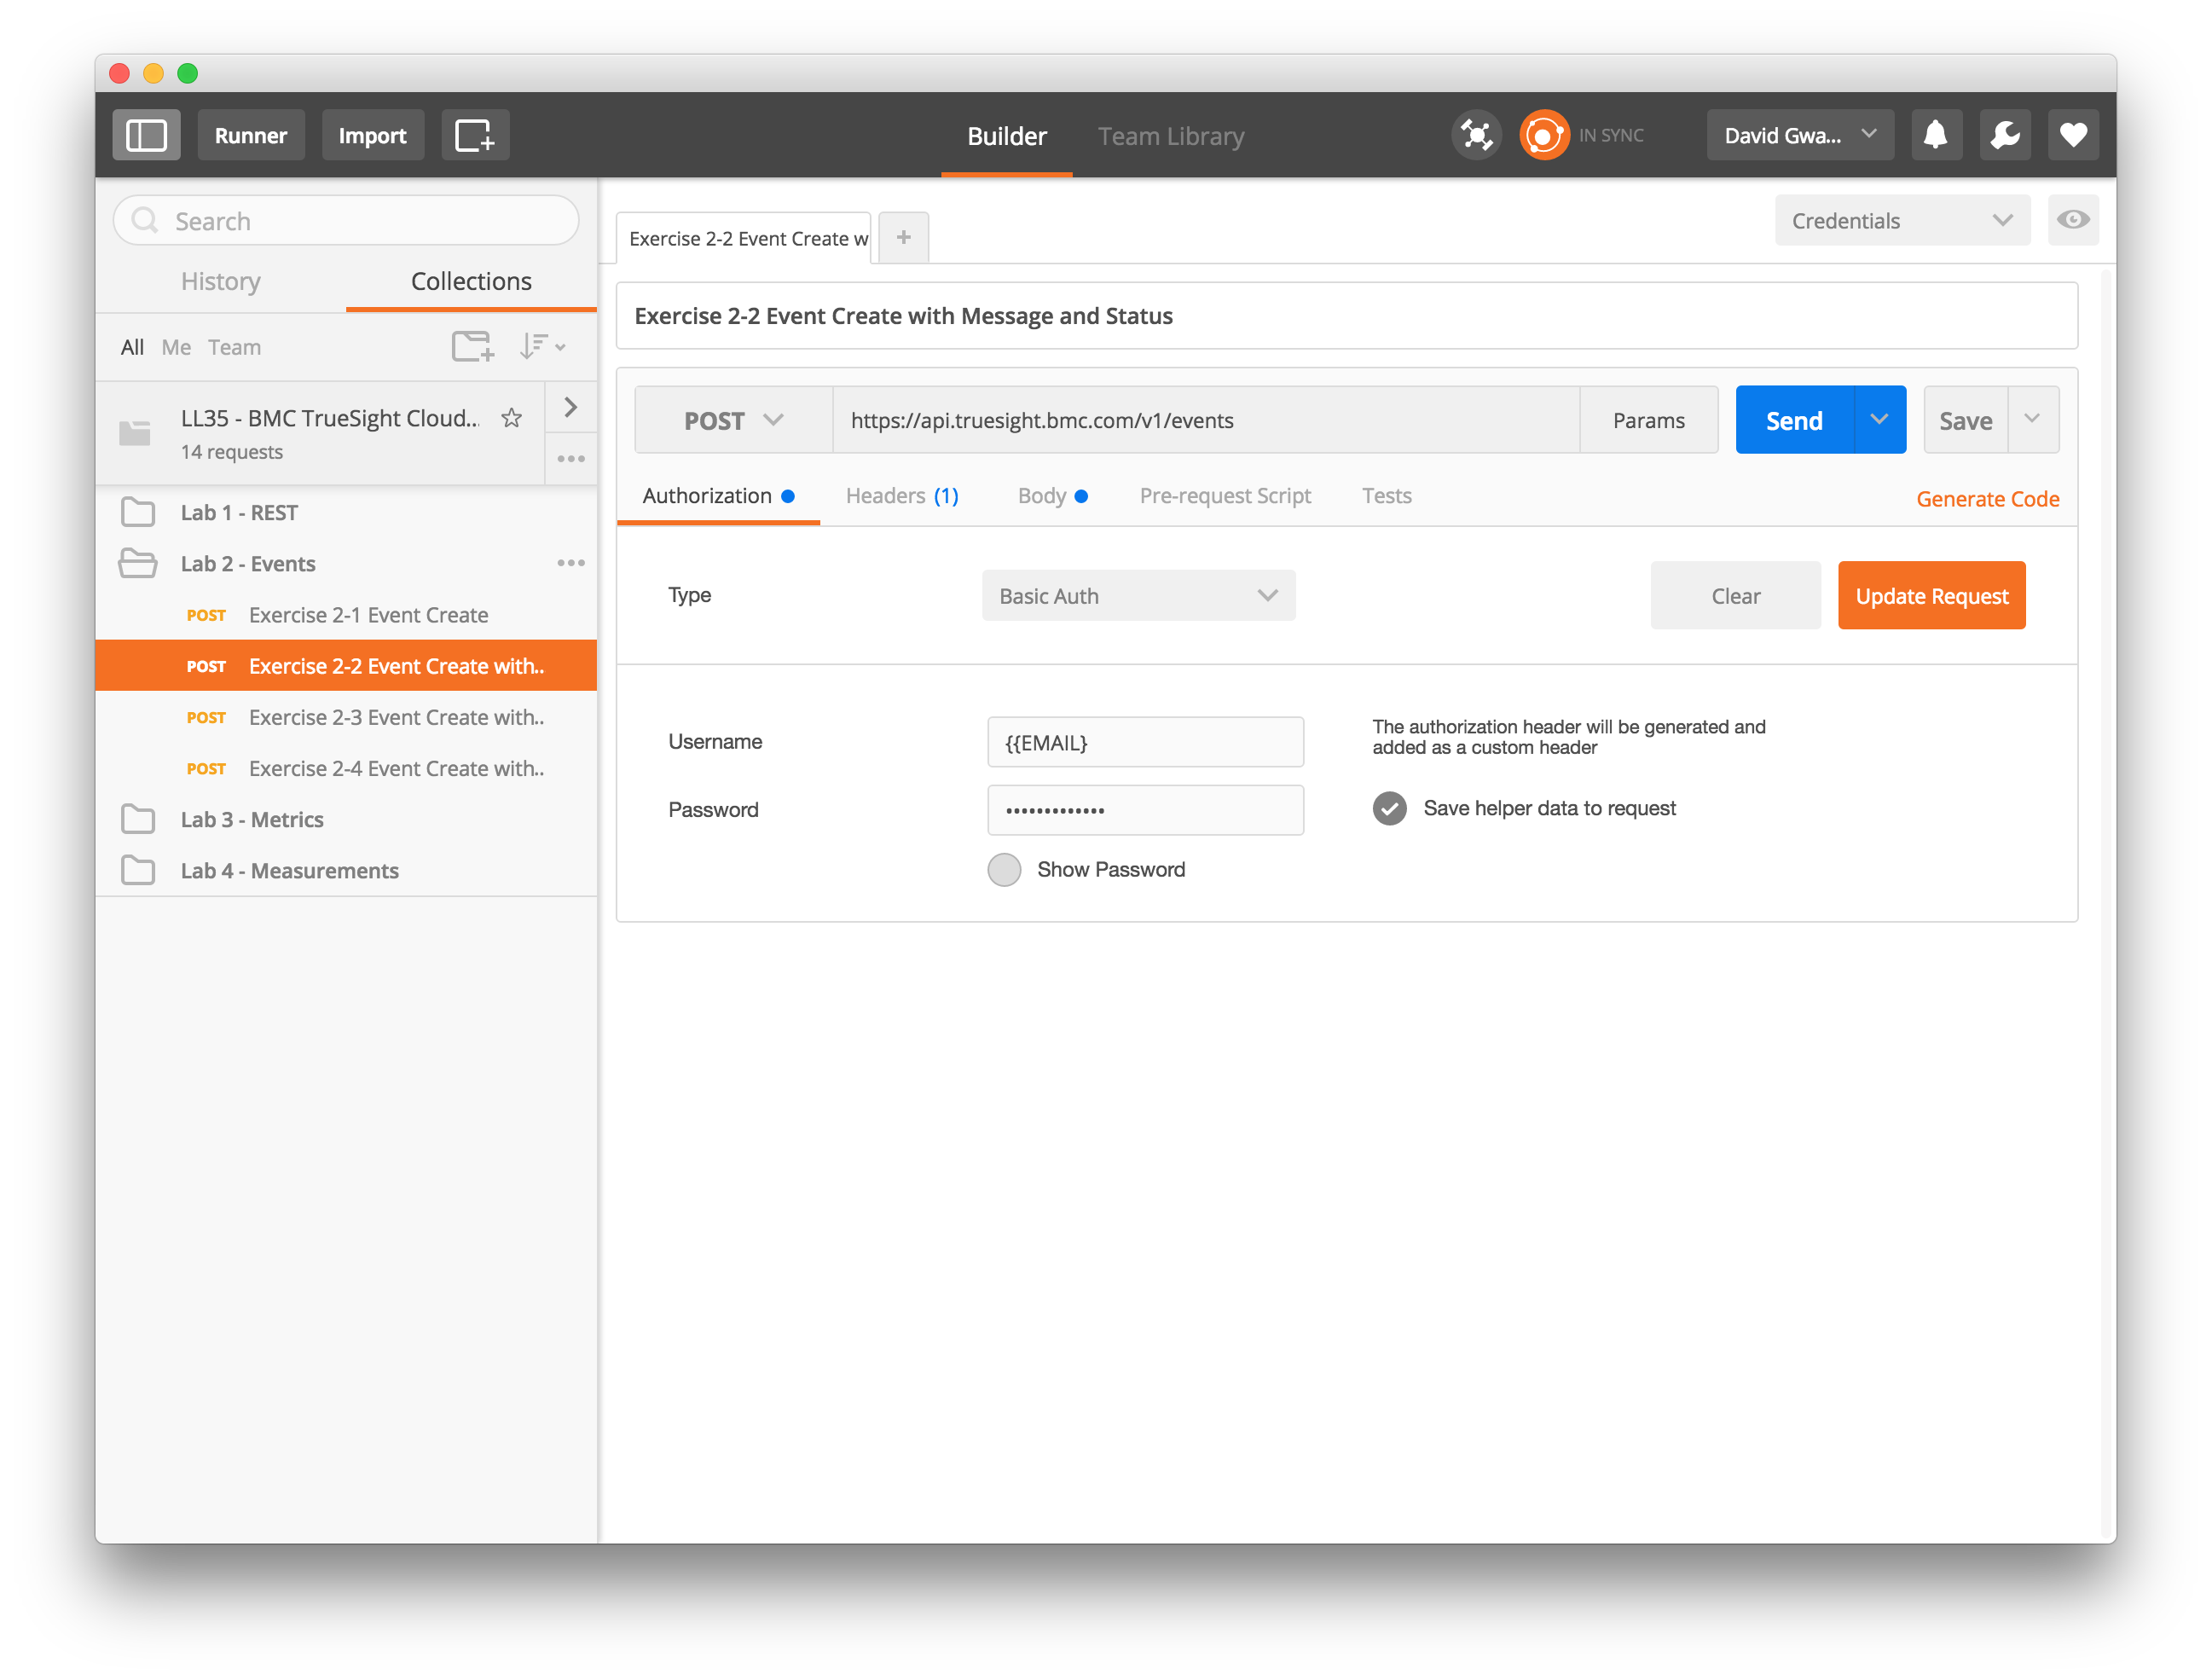 Runner
Import
Builder
Team Library
IN SYNC
David Gwa...
Search
History
Collections
All Me Team
LL35 - BMC TrueSight Cloud..
14 requests
Lab 1 - REST
Lab 2 - Events
POST Exercise 2-1 Event Create
POST Exercise 2-2 Event Create with..
POST Exercise 2-3 Event Create with..
POST Exercise 2-4 Event Create with..
Lab 3 - Metrics
Lab 4 - Measurements
Exercise 2-2 Event Create w
+
Credentials
Exercise 2-2 Event Create with Message and Status
POST
https://api.truesight.bmc.com/v1/events
Params
Send
Save
Authorization
Headers (1)
Body
Pre-request Script
Tests
Generate Code
Type
Basic Auth
Clear
Update Request
Username
{{EMAIL}
The authorization header will be generated and
added as a custom header
Password
•••••••••••••
Save helper data to request
Show Password